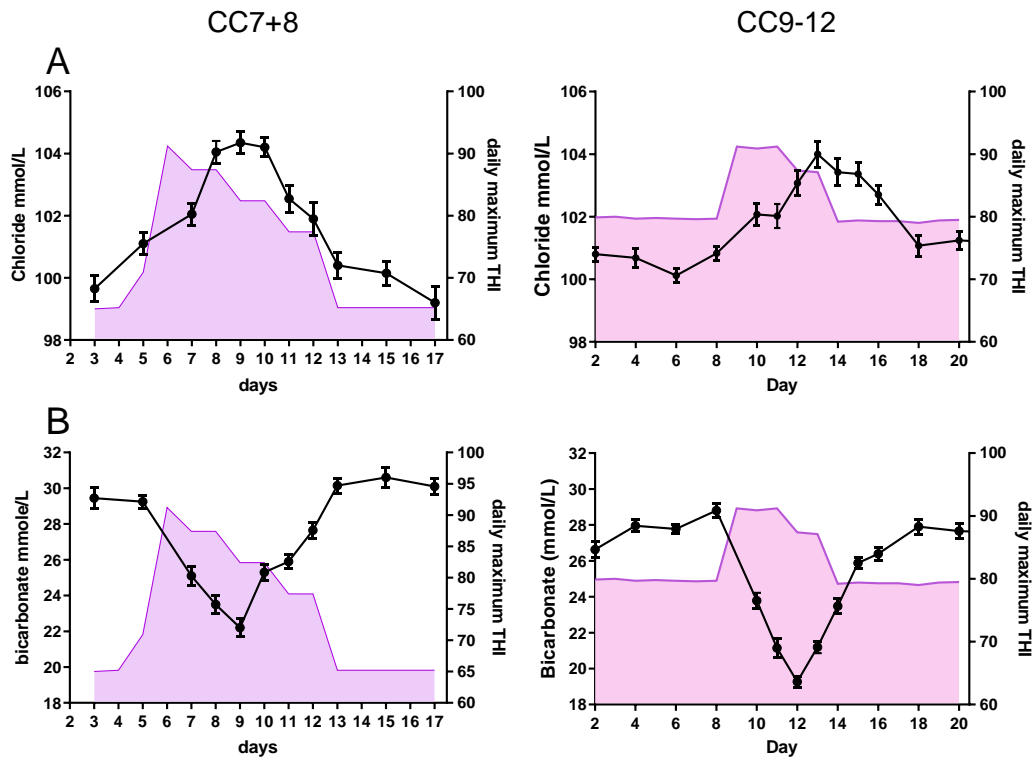 CC7+8
CC9-12
A
106
104
102
100
98
Chloride mmol/L
100
90
80
70
60
daily maximum THI
2 3 4 5 6 7 8 9 10 11 12 13 14 15 16 17
days
106
104
102
100
98
Chloride mmol/L
100
90
80
70
60
daily maximum THI
2 4 6 8 10 12 14 16 18 20
Day
B
32
30
28
26
24
22
20
18
bicarbonate mmole/L
100
95
90
85
80
75
70
65
60
daily maximum THI
2 3 4 5 6 7 8 9 10 11 12 13 14 15 16 17
days
32
30
28
26
24
22
20
18
Bicarbonate (mmol/L)
100
90
80
70
60
daily maximum THI
2 4 6 8 10 12 14 16 18 20
Day